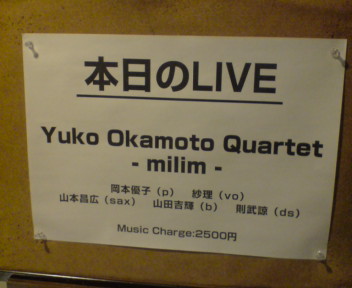 本日のLIVE
Yuko Okamoto Quartet
- milim -
岡本優子（p） 紗理（vo）
山本昌広（sax） 山田吉輝（b） 則武諒（ds）
Music Charge:2500円